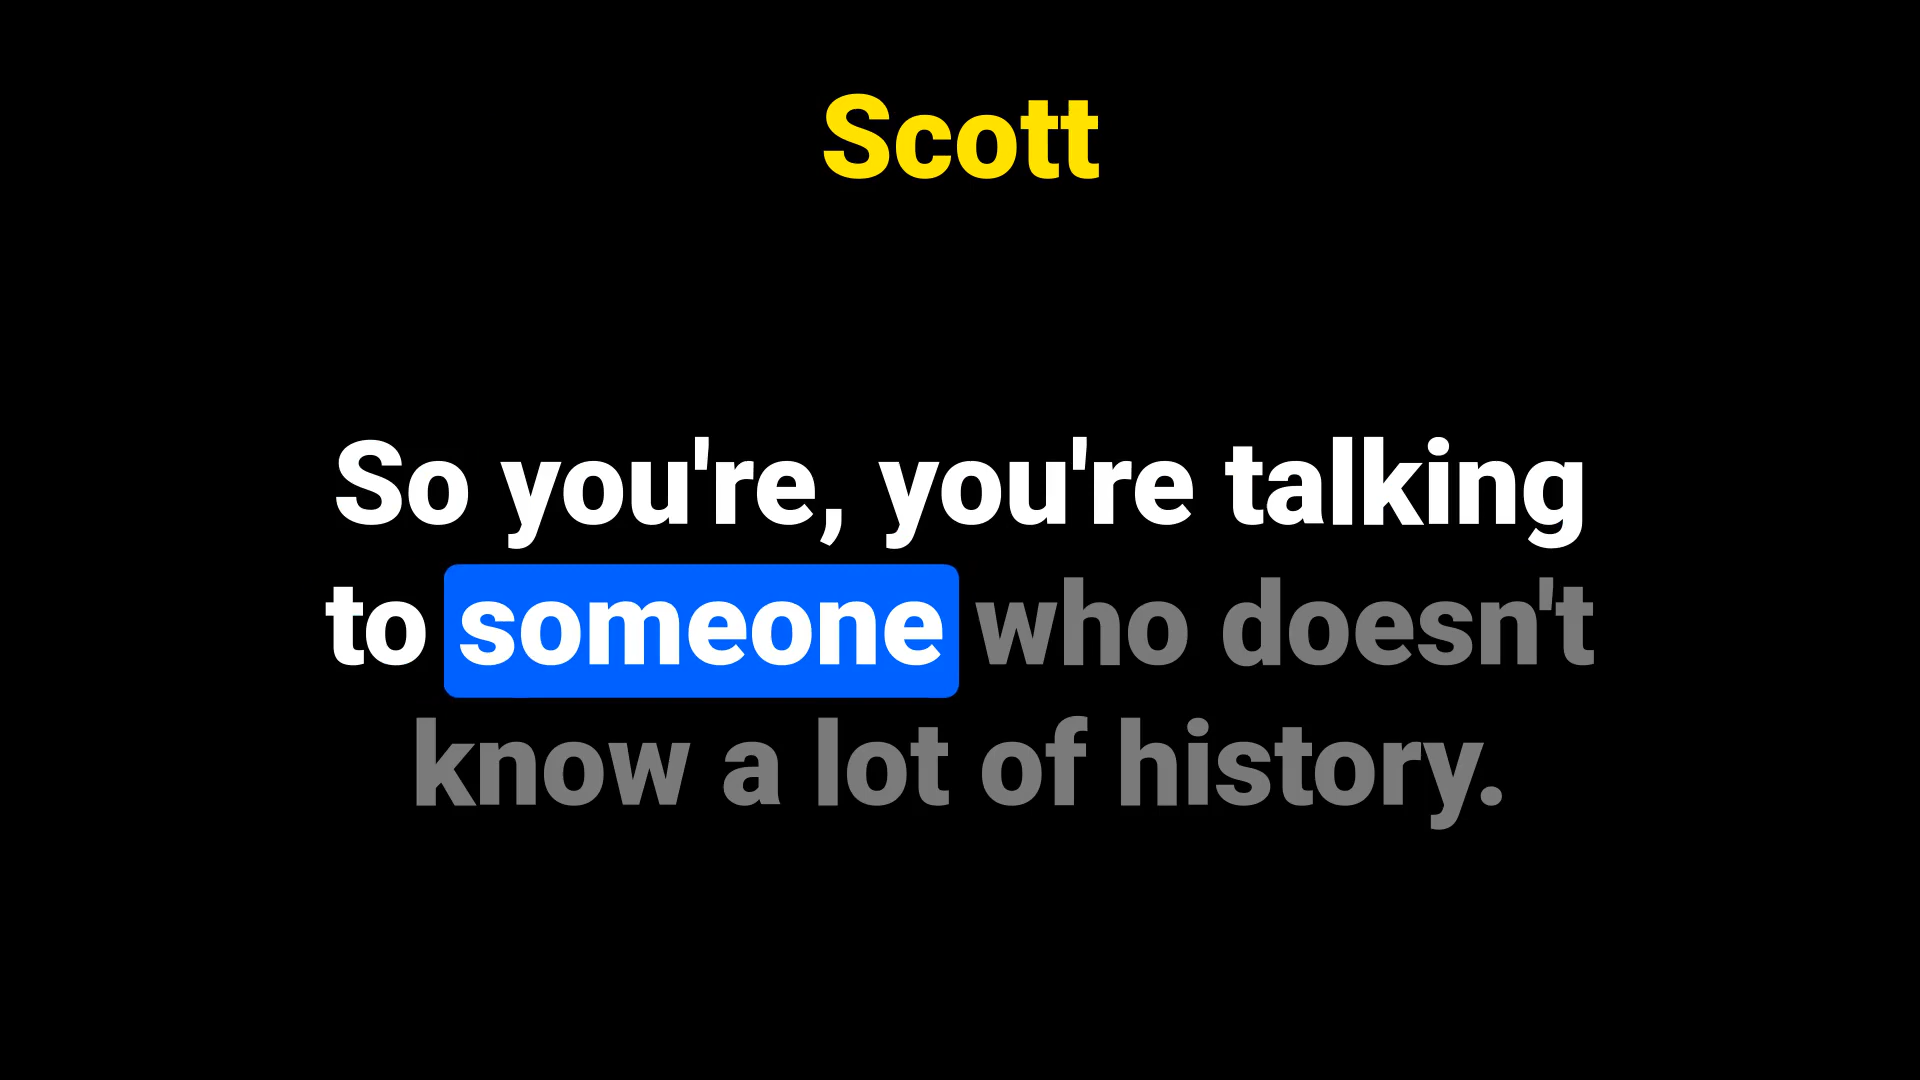 Scott
So you're, you're talking
to someone who doesn't
know a lot of history.